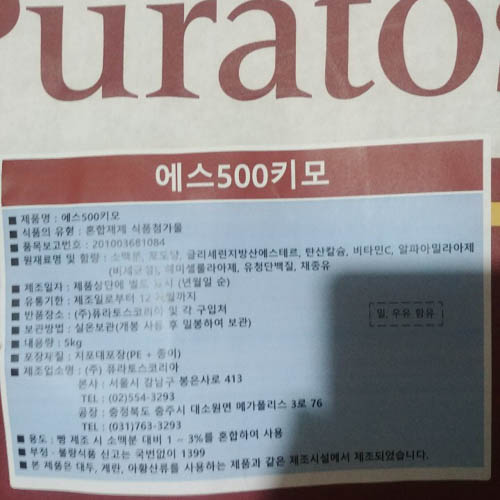 Puratos
에스500키모
■ 제품명 : 에스500키모
■ 식품의 유형 : 혼합제제 식품첨가물
■ 품목보고번호 : 201003681084
■ 원재료명 및 함량 : 소맥분, 포도당, 글리세린지방산에스테르, 탄산칼슘, 비타민C, 알파아밀라아제
(비세균성), 헤미셀룰라아제, 유청단백질, 채종유
■ 제조일자 : 제품상단에 별도 표시 (년월일 순)
■ 유통기한 : 제조일로부터 12 개월까지
■ 반품장소 : (주)퓨라토스코리아 및 각 구입처
■ 보관방법 : 실온보관(개봉 사용 후 밀봉하여 보관)
밀, 우유 함유
■ 내용량 : 5kg
■ 포장재질 : 지포대포장(PE + 종이)
■ 제조업소명 : (주) 퓨라토스코리아
본사 : 서울시 강남구 봉은사로 413
TEL : (02)554-3293
공장 : 충청북도 충주시 대소원면 메가폴리스 3로 76
TEL : (031)763-3293
■ 용도 : 빵 제조 시 소맥분 대비 1 ~ 3%를 혼합하여 사용
■ 부정 · 불량식품 신고는 국번없이 1399
■ 본 제품은 대두, 계란, 아황산류를 사용하는 제품과 같은 제조시설에서 제조되었습니다.